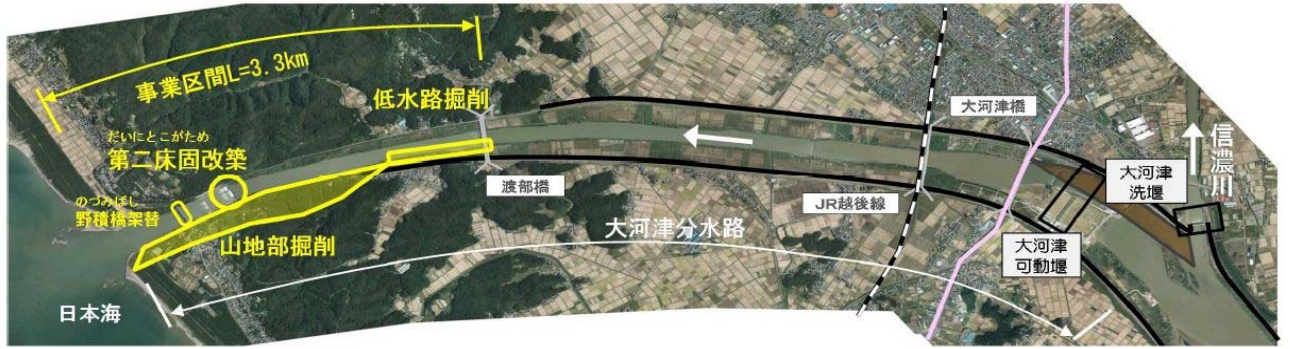 事業区間L=3.3km
低水路掘削
だいにとこがため
第二床固改築
のづみばし
野積橋架替
山地部掘削
日本海
渡部橋
大河津分水路
大河津橋
JR越後線
大河津
洗堰
大河津
可動堰
信濃川